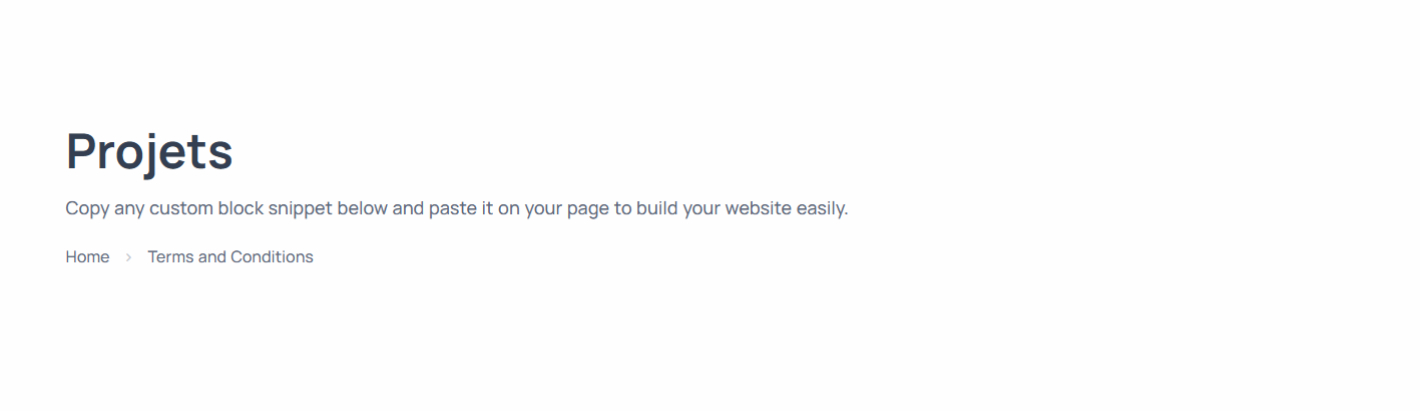 Projets
Copy any custom block snippet below and paste it on your page to build your website easily.
Home > Terms and Conditions